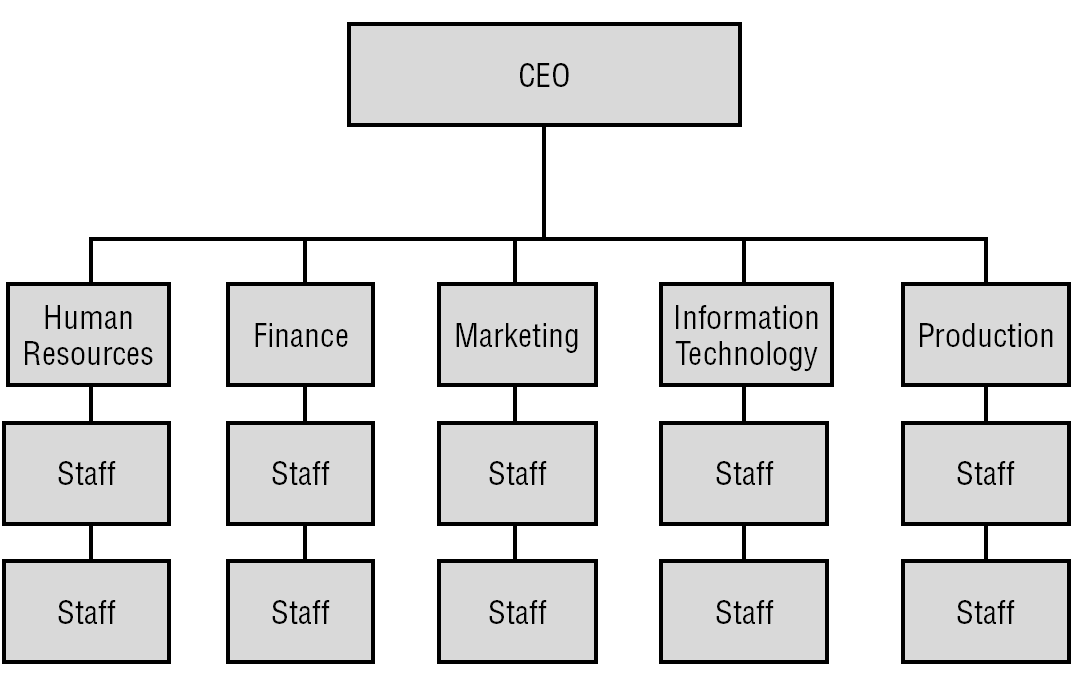 CEO
Human
Resources
Finance
Marketing
Information
Technology
Production
Staff
Staff
Staff
Staff
Staff
Staff
Staff
Staff
Staff
Staff